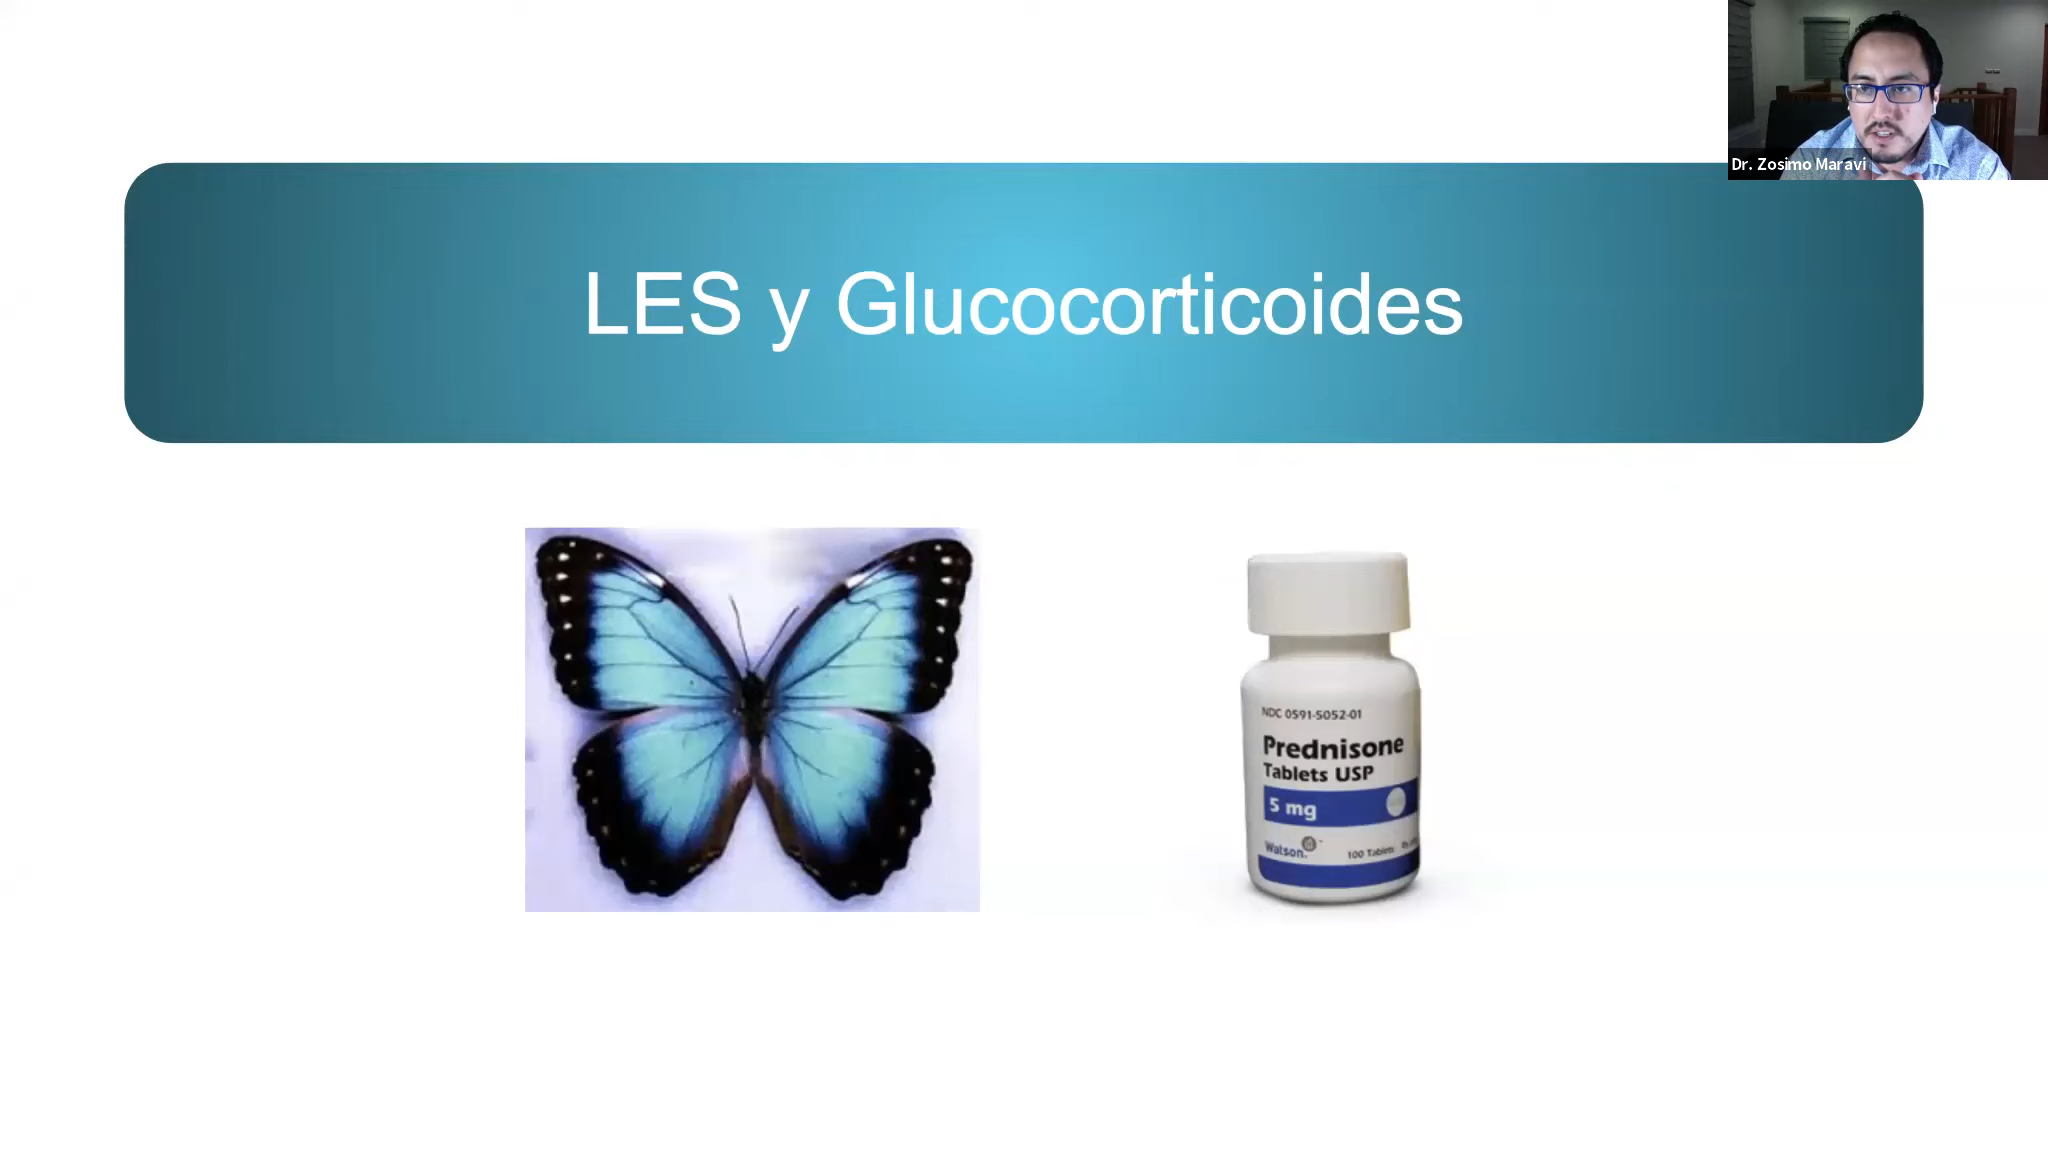 Dr. Zosimo Maravi
LES y Glucocorticoides
NDC 0591-5052-01
Prednisone
Tablets USP
5 mg
Watson. 100 Tablets